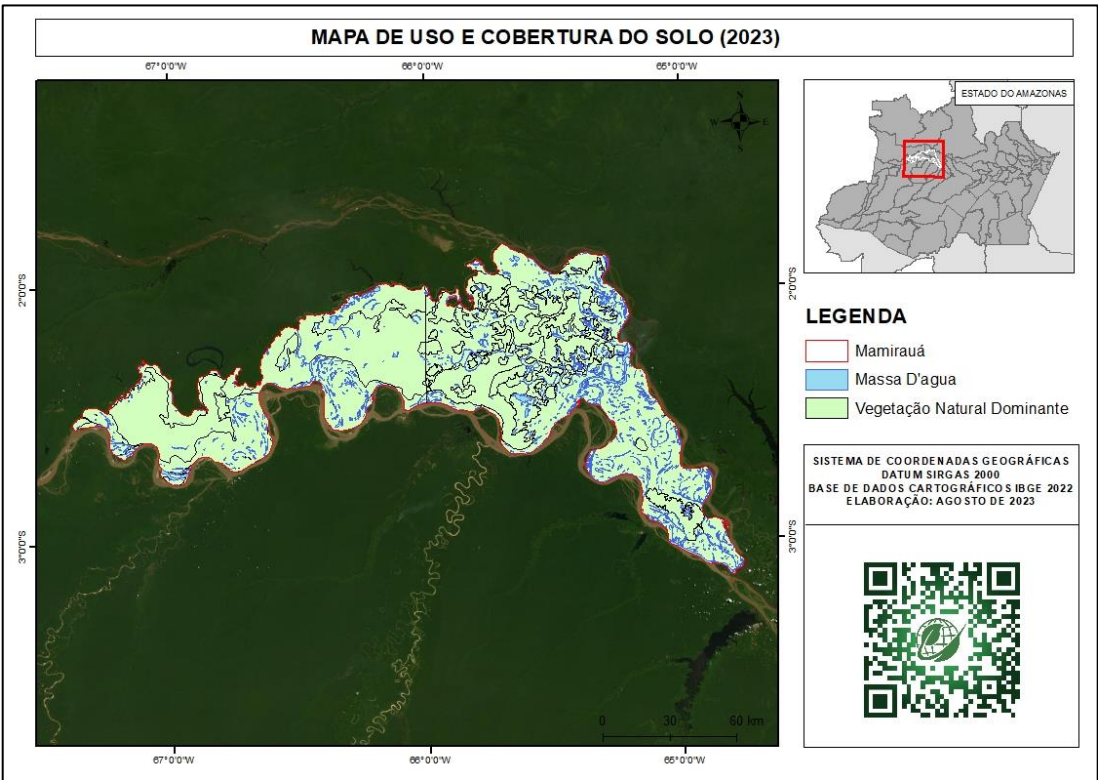 MAPA DE USO E COBERTURA DO SOLO (2023)
67°0'0"W
66°0'0"W
65°0'0"W
N
W
E
S
ESTADO DO AMAZONAS
2°0'0"S
2°0'0"S
LEGENDA
Mamirauá
Massa D'agua
Vegetação Natural Dominante
SISTEMA DE COORDENADAS GEOGRÁFICAS
DATUM SIRGAS 2000
BASE DE DADOS CARTOGRÁFICOS IBGE 2022
ELABORAÇÃO: AGOSTO DE 2023
3°0'0"S
3°0'0"S
0 30 60 km
67°0'0"W
66°0'0"W
65°0'0"W